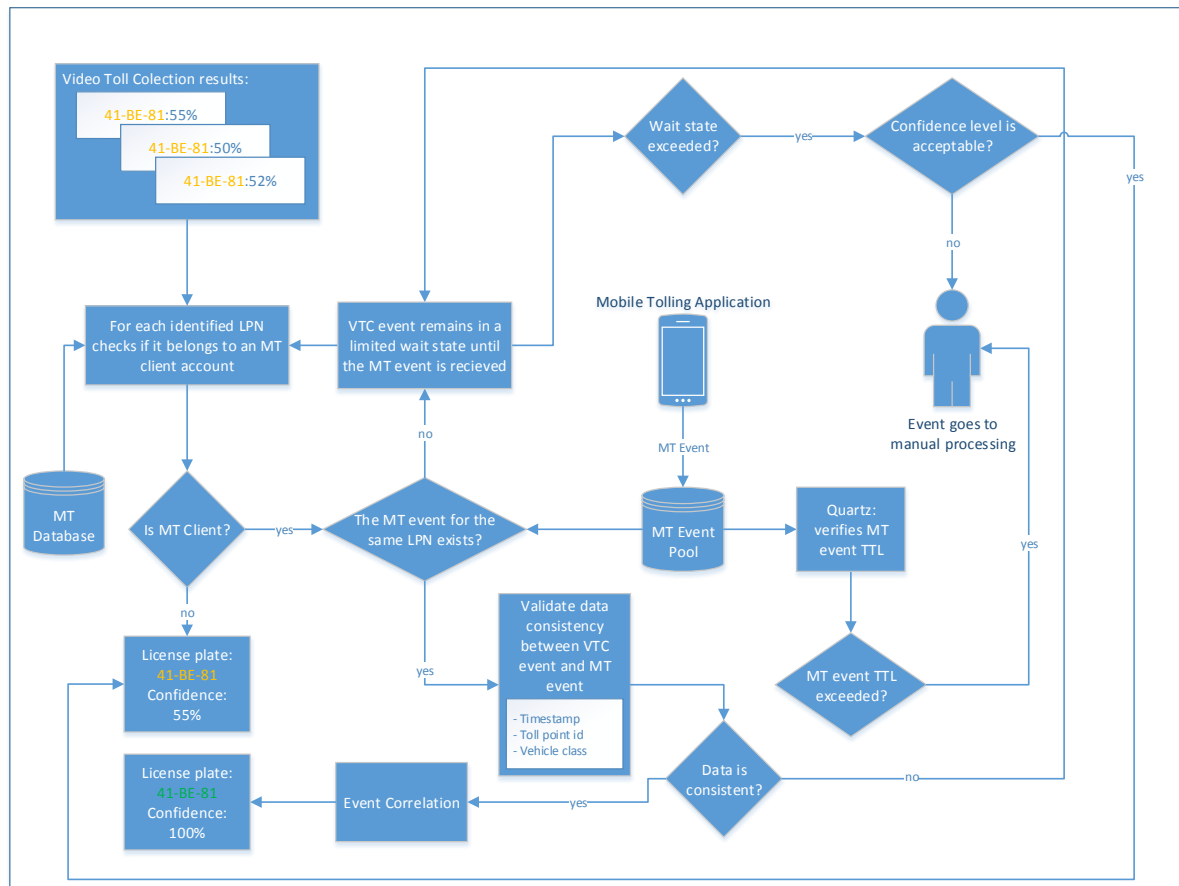 Video Toll Colection results:
41-BE-81:55%
41-BE-81:50%
41-BE-81:52%
Wait state
exceeded?
yes
Confidence level is
acceptable?
yes
no
For each identified LPN
checks if it belongs to an MT
client account
VTC event remains in a
limited wait state until
the MT event is recieved
Mobile Tolling Application
Event goes to
manual processing
no
MT Event
MT
Database
Is MT Client?
yes
The MT event for the
same LPN exists?
MT Event
Pool
Quartz:
verifies MT
event TTL
yes
no
License plate:
41-BE-81
Confidence:
55%
yes
Validate data
consistency
between VTC
event and MT
event
- Timestamp
- Toll point id
- Vehicle class
MT event TTL
exceeded?
License plate:
41-BE-81
Confidence:
100%
Event Correlation
yes
Data is
consistent?
no